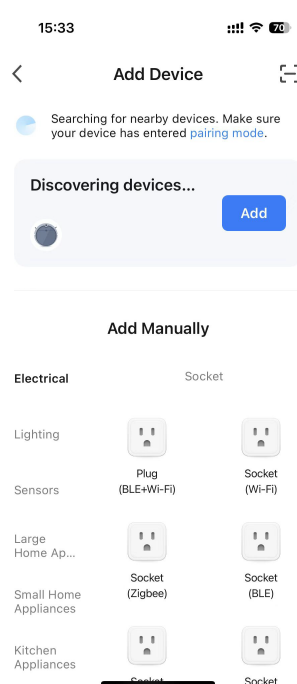 15:33
70
Add Device
Searching for nearby devices. Make sure
your device has entered pairing mode.
Discovering devices...
Add
Add Manually
Electrical
Socket
Lighting
Plug
(BLE+Wi-Fi)
Socket
(Wi-Fi)
Sensors
Large
Home Ap...
Socket
(Zigbee)
Socket
(BLE)
Small Home
Appliances
Kitchen
Appliances
Socket
Socket